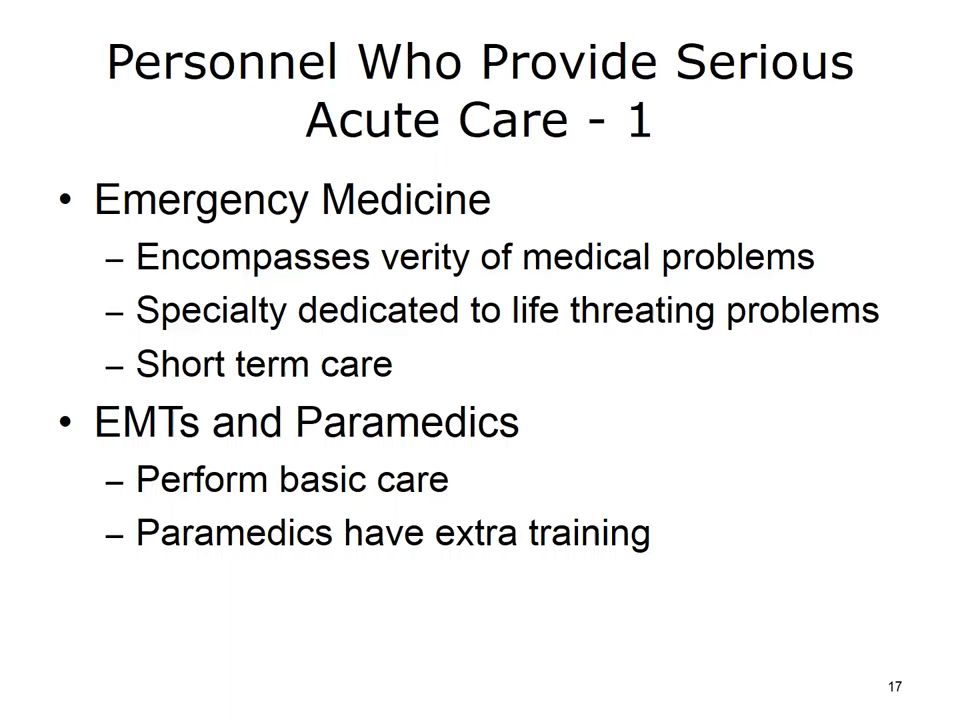 Personnel Who Provide Serious
Acute Care - 1
• Emergency Medicine
– Encompasses verity of medical problems
– Specialty dedicated to life threating problems
– Short term care
• EMTs and Paramedics
– Perform basic care
– Paramedics have extra training
17